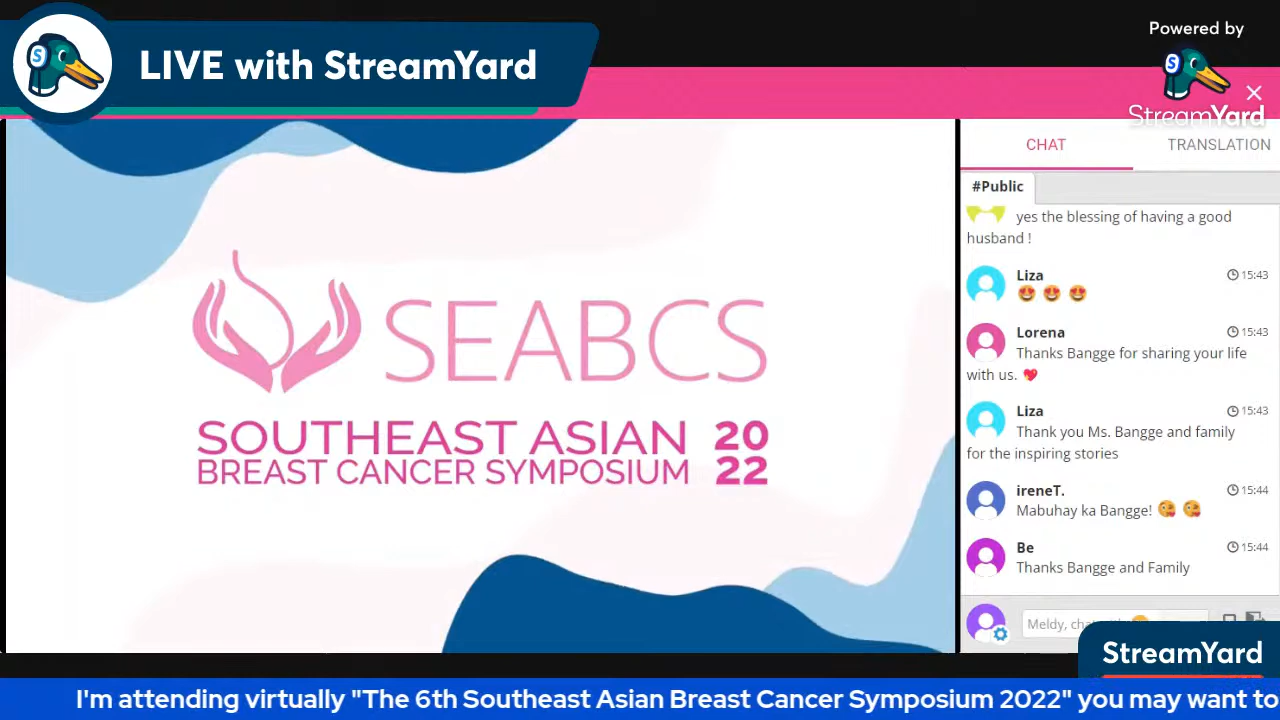 Powered by
LIVE with StreamYard
StreamYard
CHAT
TRANSLATION
#Public
yes the blessing of having a good
husband !
Liza
15:43
Lorena
15:43
Thanks Bangge for sharing your life
with us.
Liza
15:43
Thank you Ms. Bangge and family
for the inspiring stories
ireneT.
15:44
Mabuhay ka Bangge!
Be
15:44
Thanks Bangge and Family
Meldy,
SEABCS
SOUTHEAST ASIAN 20
BREAST CANCER SYMPOSIUM 22
StreamYard
I'm attending virtually "The 6th Southeast Asian Breast Cancer Symposium 2022" you may want to